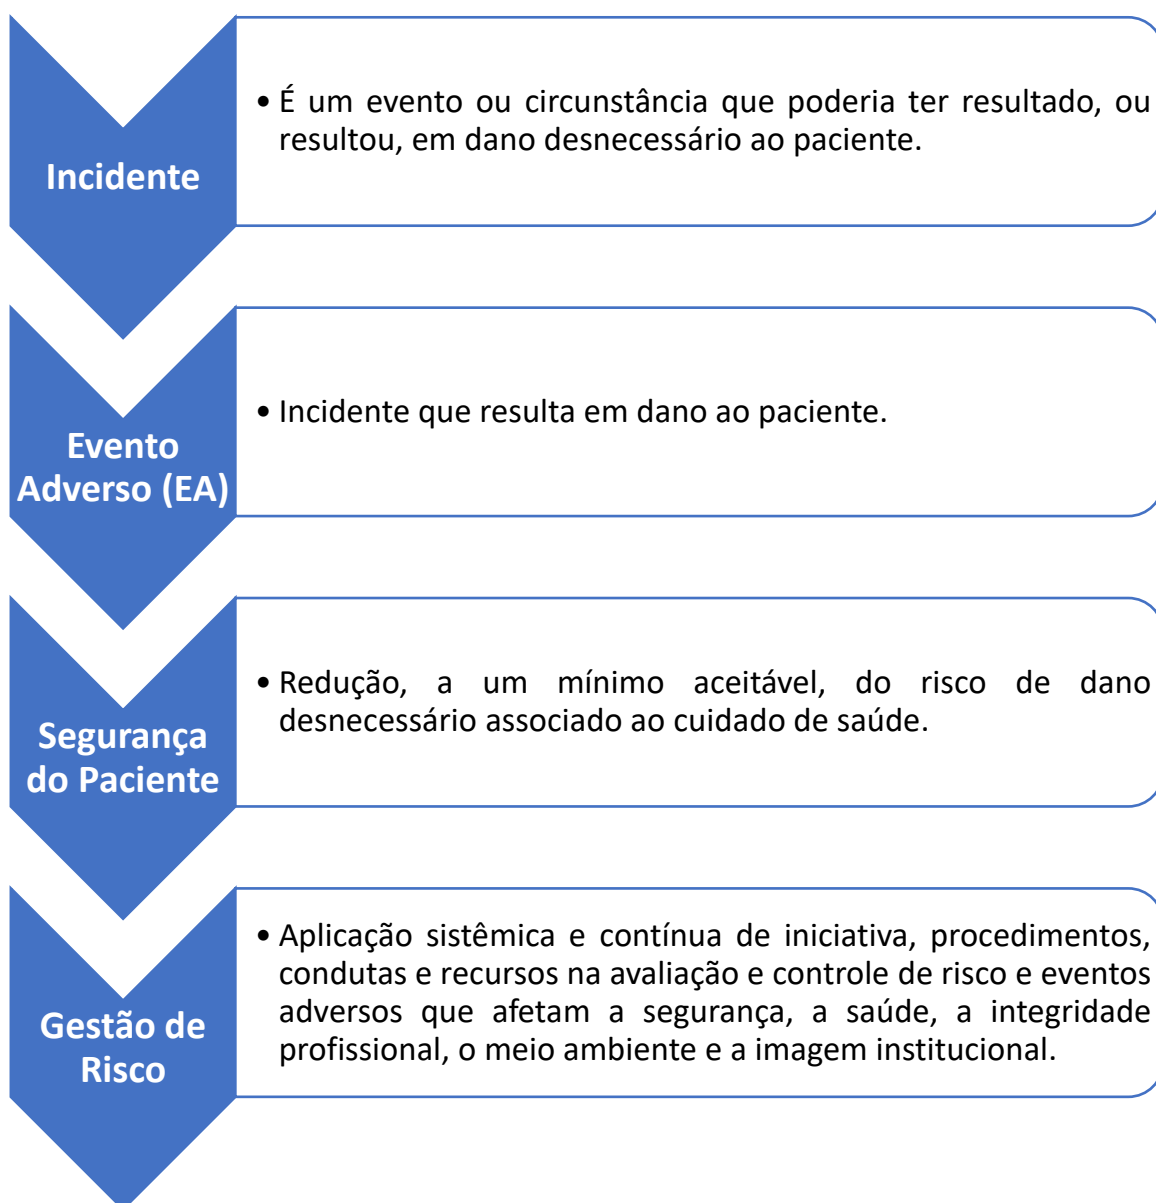 Incidente
• É um evento ou circunstância que poderia ter resultado, ou
resultou, em dano desnecessário ao paciente.
Evento
Adverso (EA)
• Incidente que resulta em dano ao paciente.
Segurança
do Paciente
• Redução, a um mínimo aceitável, do risco de dano
desnecessário associado ao cuidado de saúde.
Gestão de
Risco
• Aplicação sistêmica e contínua de iniciativa, procedimentos,
condutas e recursos na avaliação e controle de risco e eventos
adversos que afetam a segurança, a saúde, a integridade
profissional, o meio ambiente e a imagem institucional.